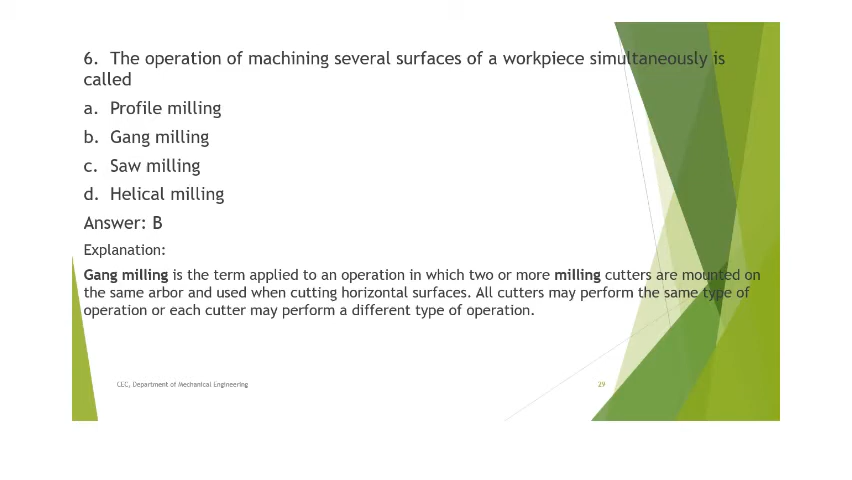 6. The operation of machining several surfaces of a workpiece simultaneously is
called
a. Profile milling
b. Gang milling
c. Saw milling
d. Helical milling
Answer: B
Explanation:
Gang milling is the term applied to an operation in which two or more milling cutters are mounted on
the same arbor and used when cutting horizontal surfaces. All cutters may perform the same type of
operation or each cutter may perform a different type of operation.
CEC, Department of Mechanical Engineering
29